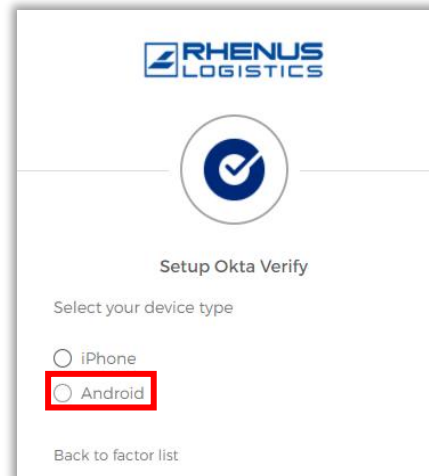 RHENUS
LOGISTICS
Setup Okta Verify
Select your device type
iPhone
Android
Back to factor list